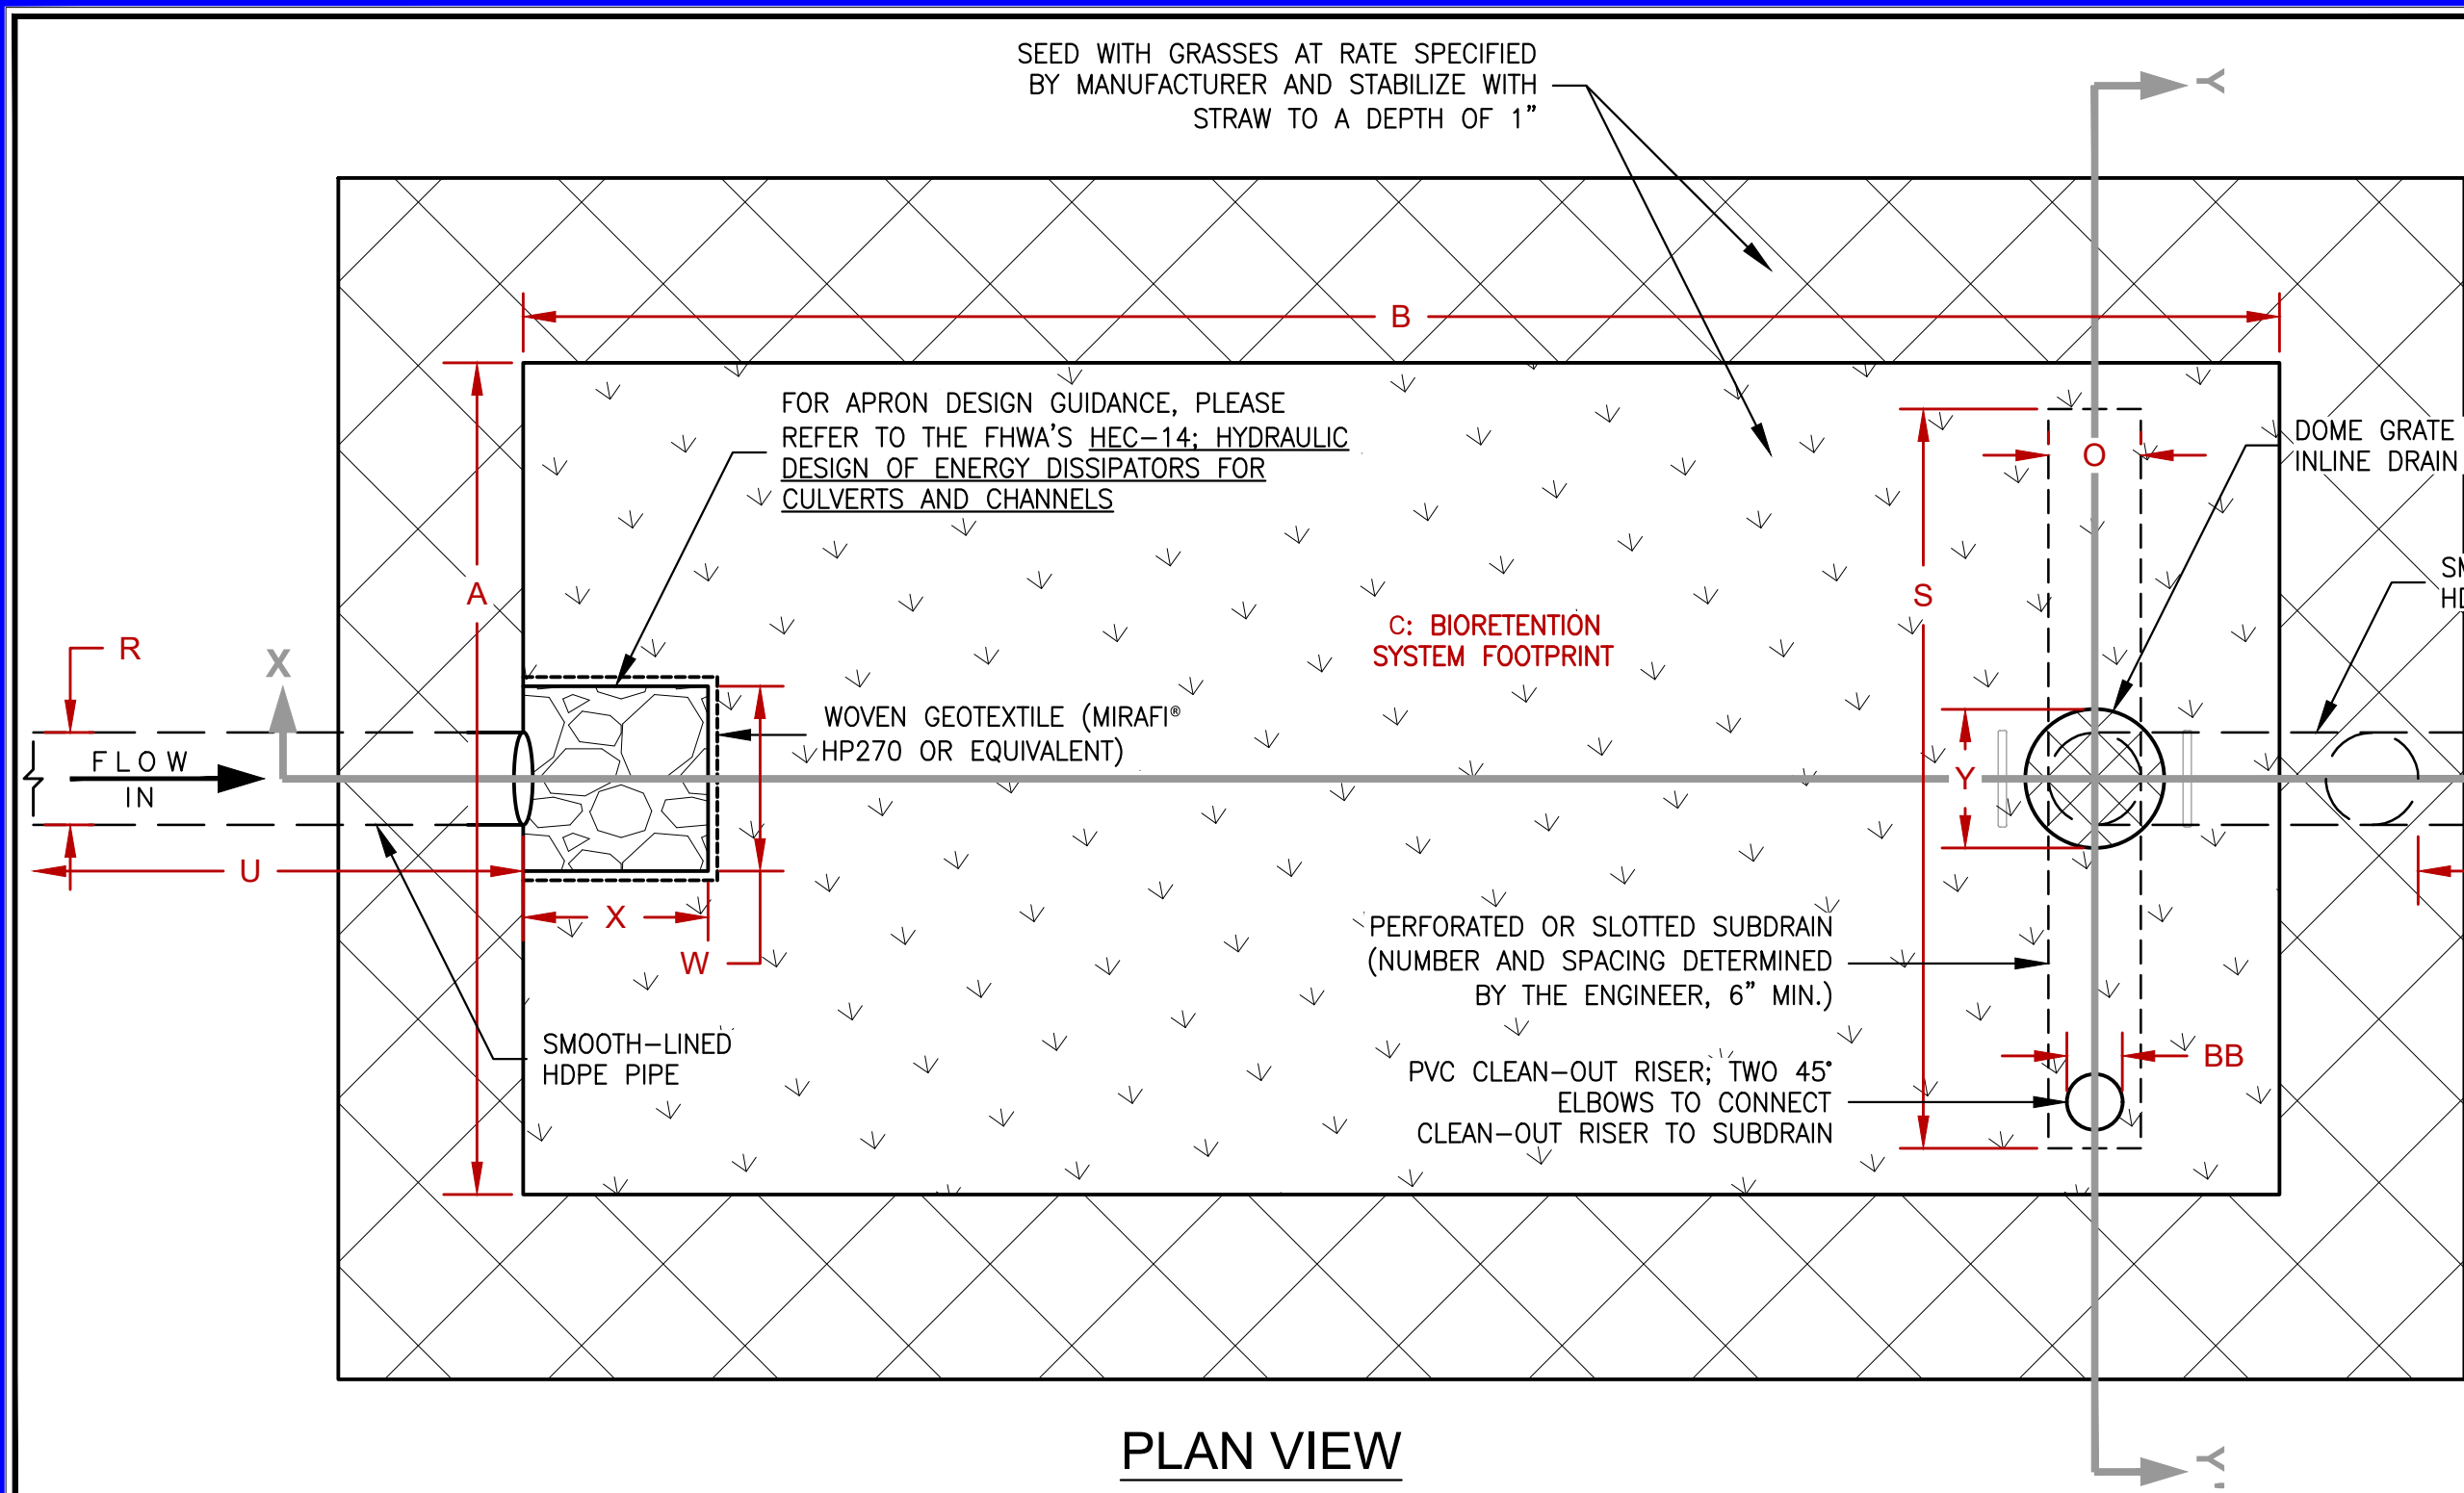 SEED WITH GRASSES AT RATE SPECIFIED
BY MANUFACTURER AND STABILIZE WITH
STRAW TO A DEPTH OF 1”
Y
B
FOR APRON DESIGN GUIDANCE, PLEASE
REFER TO THE FHWA'S HEC-14; HYDRAULIC
DESIGN OF ENERGY DISSIPATORS FOR
CULVERTS AND CHANNELS
O
DOME GRATE
INLINE DRAIN
A
S
C: BIORETENTION
SYSTEM FOOTPRINT
R
X
WOVEN GEOTEXTILE (MIRAFI®
HP270 OR EQUIVALENT)
FLOW
IN
Y
U
X
W
PERFORATED OR SLOTTED SUBDRAIN
(NUMBER AND SPACING DETERMINED
BY THE ENGINEER, 6” MIN.)
SMOOTH-LINED
HDPE PIPE
PVC CLEAN-OUT RISER; TWO 45°
ELBOWS TO CONNECT
CLEAN-OUT RISER TO SUBDRAIN
BB
PLAN VIEW
Y